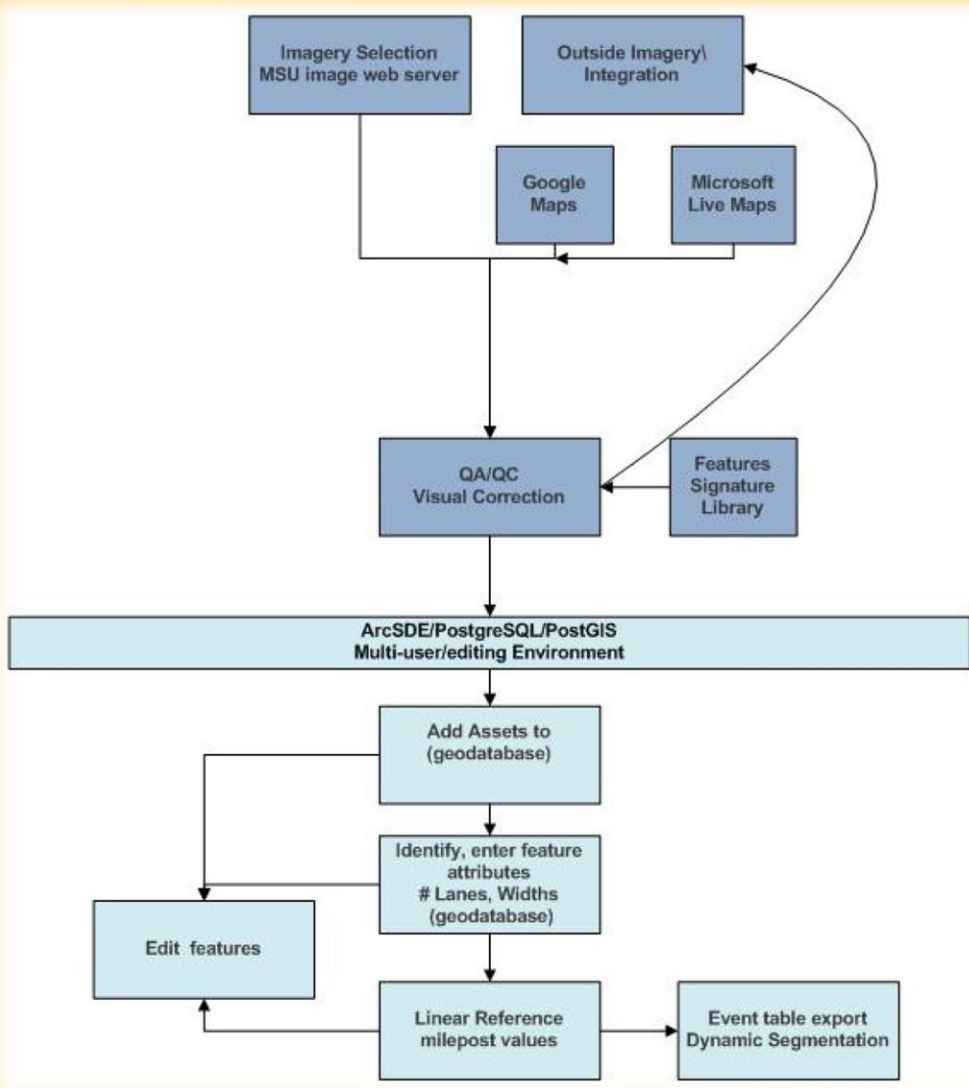 Imagery Selection
MSU image web server
Outside Imagery\
Integration
Google
Maps
Microsoft
Live Maps
QA/QC
Visual Correction
Features
Signature
Library
ArcSDE/PostgreSQL/PostGIS
Multi-user/editing Environment
Add Assets to
(geodatabase)
Identify, enter feature
attributes
# Lanes, Widths
(geodatabase)
Edit features
Linear Reference
milepost values
Event table export
Dynamic Segmentation